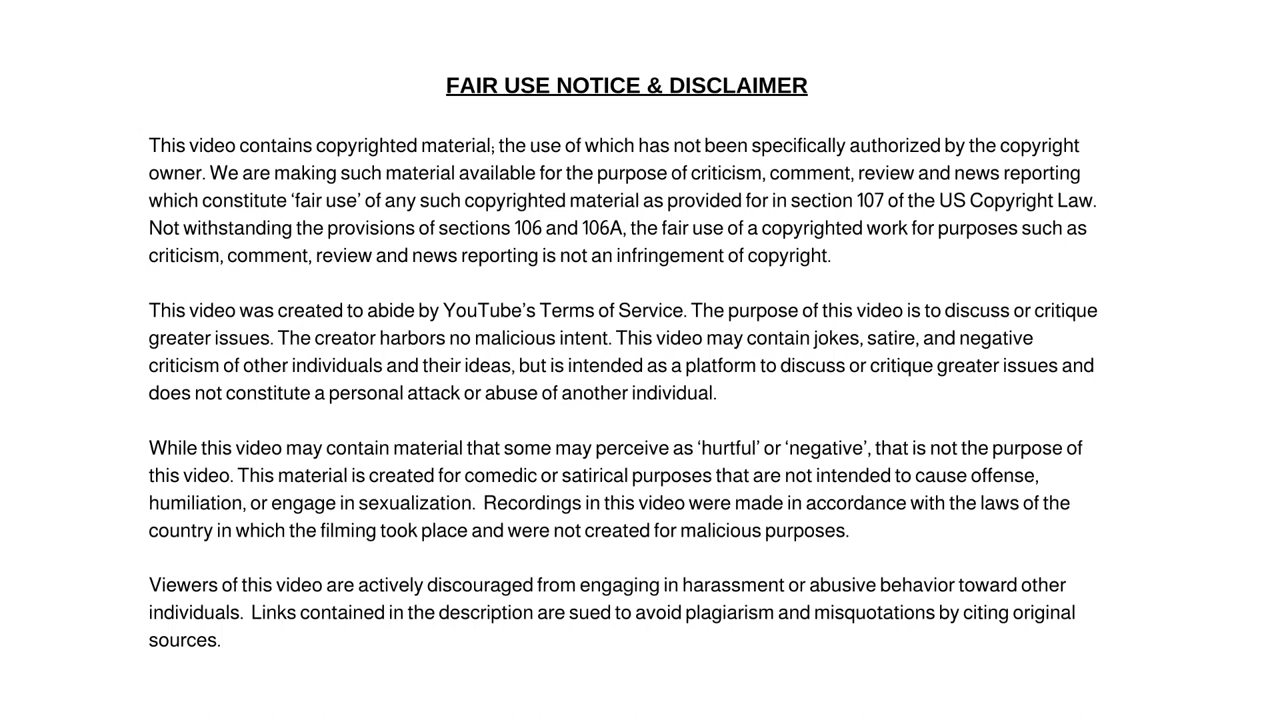 FAIR USE NOTICE & DISCLAIMER
This video contains copyrighted material; the use of which has not been specifically authorized by the copyright
owner. We are making such material available for the purpose of criticism, comment, review and news reporting
which constitute ‘fair use’ of any such copyrighted material as provided for in section 107 of the US Copyright Law.
Not withstanding the provisions of sections 106 and 106A, the fair use of a copyrighted work for purposes such as
criticism, comment, review and news reporting is not an infringement of copyright.
This video was created to abide by YouTube’s Terms of Service. The purpose of this video is to discuss or critique
greater issues. The creator harbors no malicious intent. This video may contain jokes, satire, and negative
criticism of other individuals and their ideas, but is intended as a platform to discuss or critique greater issues and
does not constitute a personal attack or abuse of another individual.
While this video may contain material that some may perceive as ‘hurtful’ or ‘negative’, that is not the purpose of
this video. This material is created for comedic or satirical purposes that are not intended to cause offense,
humiliation, or engage in sexualization.  Recordings in this video were made in accordance with the laws of the
country in which the filming took place and were not created for malicious purposes.
Viewers of this video are actively discouraged from engaging in harassment or abusive behavior toward other
individuals.  Links contained in the description are sued to avoid plagiarism and misquotations by citing original
sources.